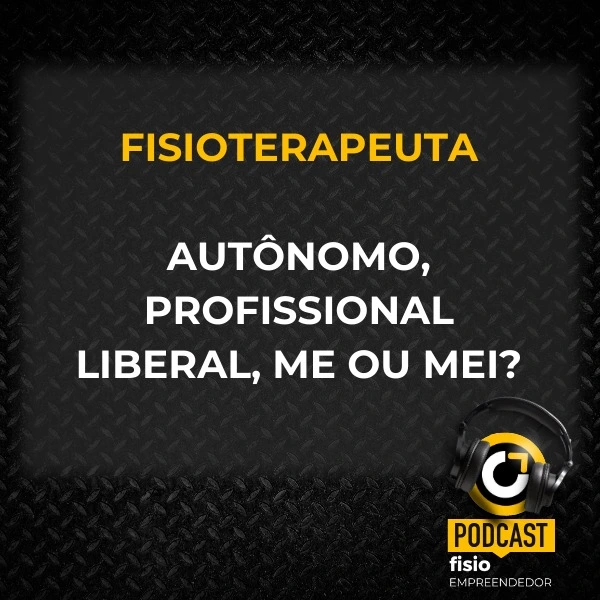 FISIOTERAPEUTA
AUTÔNOMO,
PROFISSIONAL
LIBERAL, ME OU MEI?
PODCAST
fisio
EMPREENDEDOR